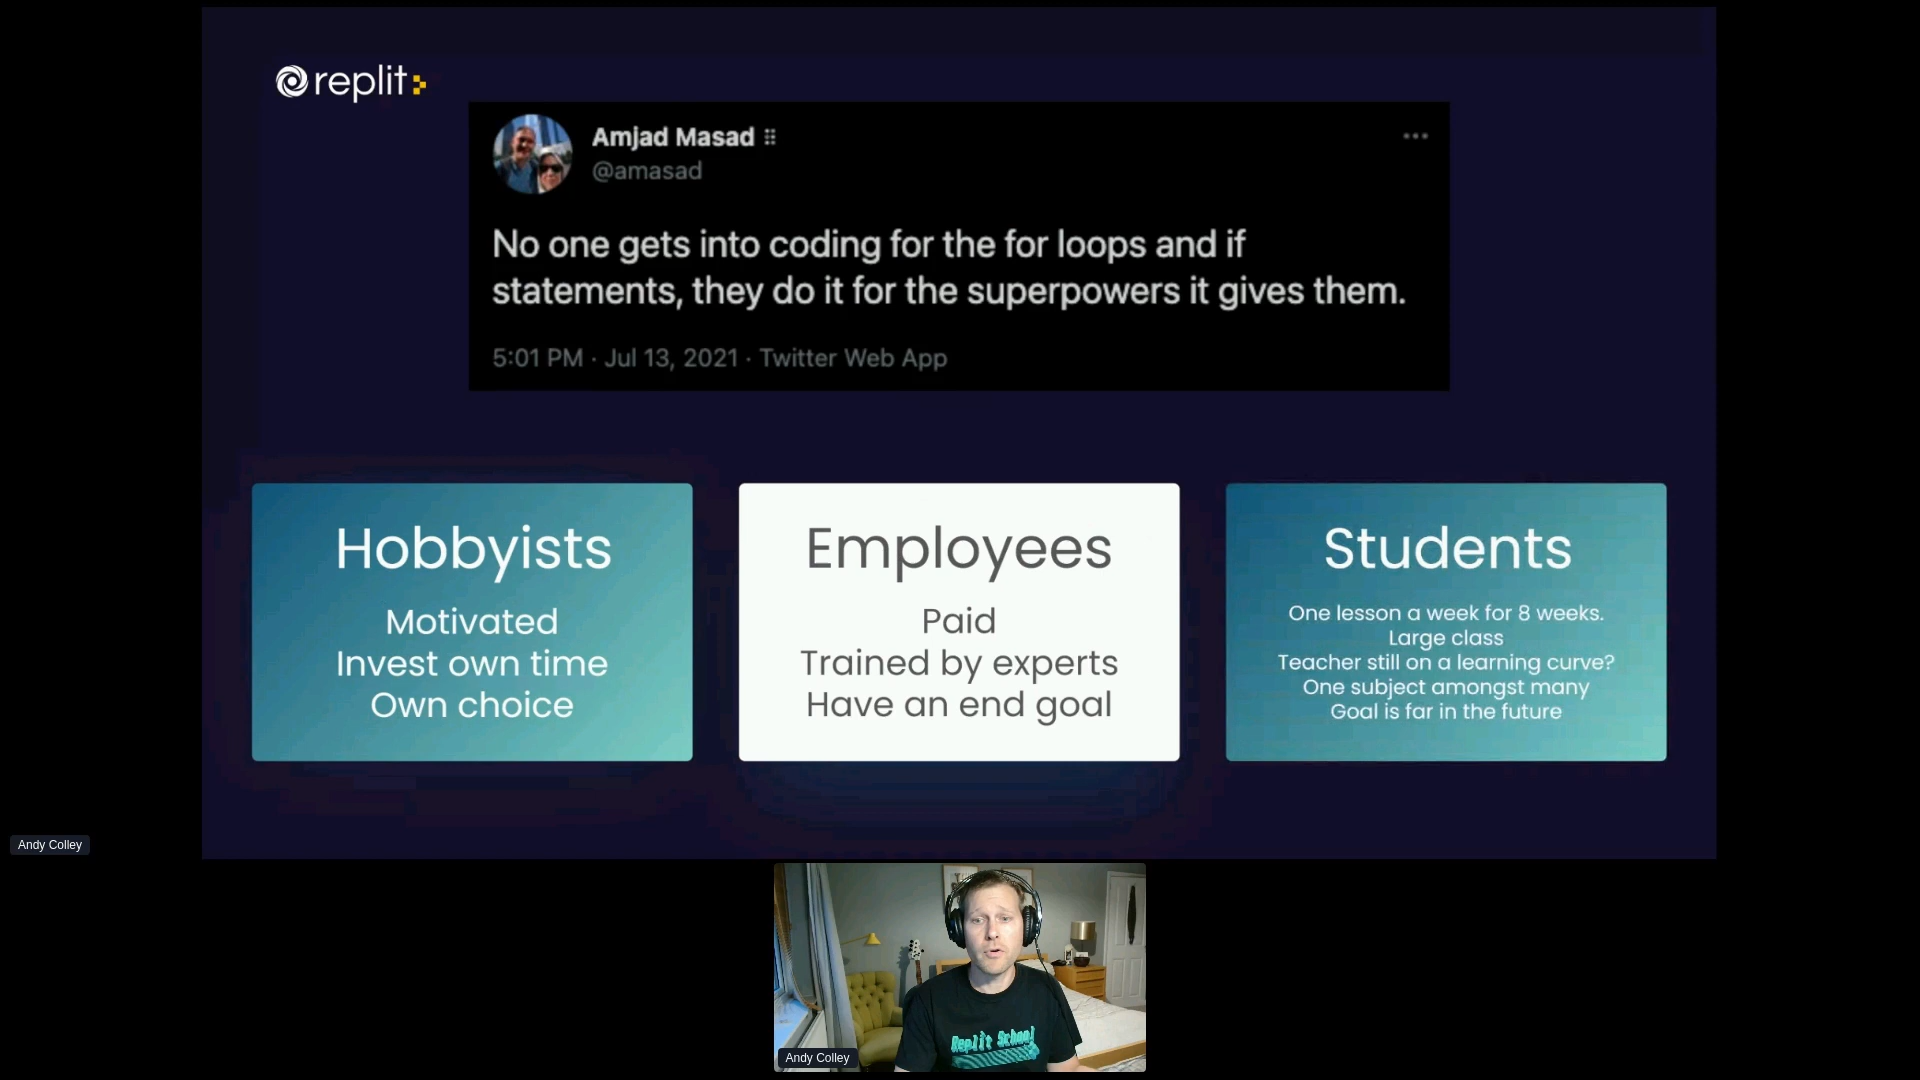 replit
Amjad Masad
@amasad
No one gets into coding for the for loops and if
statements, they do it for the superpowers it gives them.
5:01 PM · Jul 13, 2021 · Twitter Web App
Hobbyists
Motivated
Invest own time
Own choice
Employees
Paid
Trained by experts
Have an end goal
Students
One lesson a week for 8 weeks.
Large class
Teacher still on a learning curve?
One subject amongst many
Goal is far in the future
Andy Colley
Replit School
Andy Colley